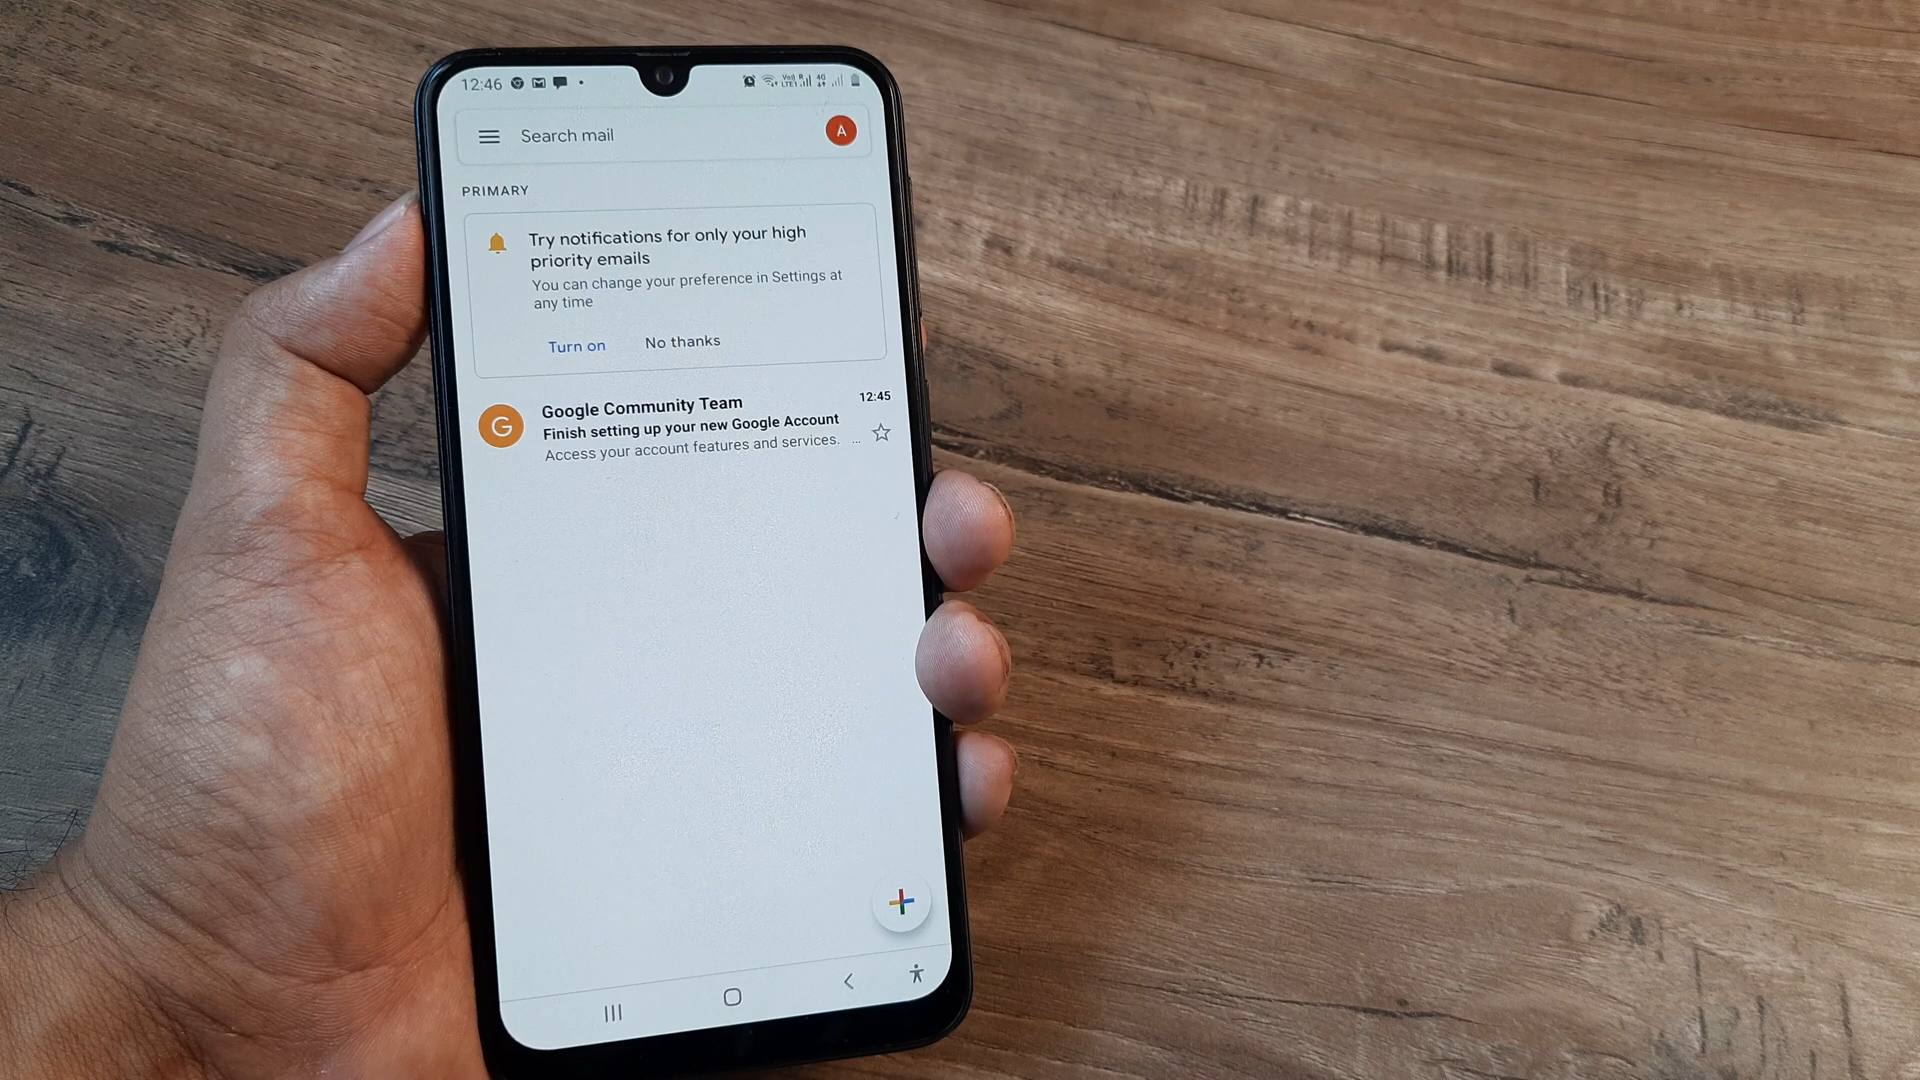 12:46
Search mail
A
PRIMARY
Try notifications for only your high
priority emails
You can change your preference in Settings at
any time
Turn on No thanks
Google Community Team 12:45
G
Finish setting up your new Google Account
Access your account features and services. ...